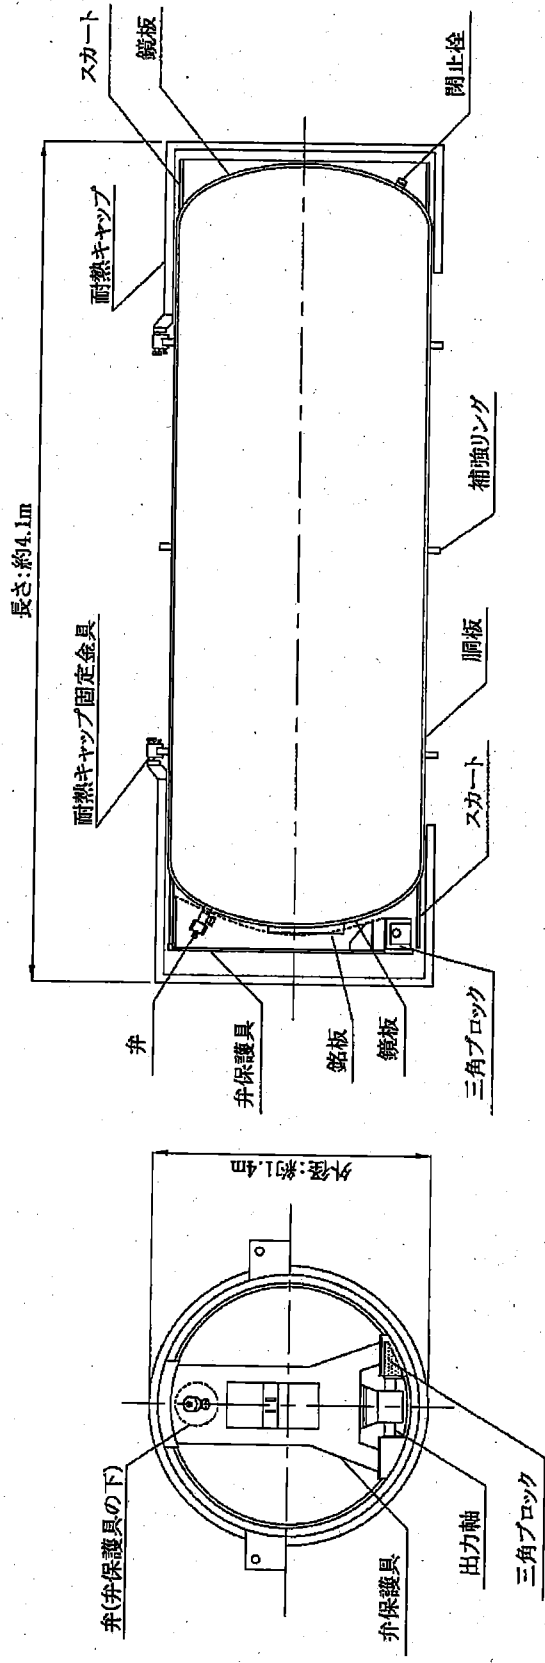 スカート
鏡板
閉止栓
耐熱キャップ
補強リング
長さ:約4.1m
耐熱キャップ固定金具
胴板
スカート
弁
弁保護具
銘板
鏡板
三角ブロック
外径:約1.4m
弁(弁保護具の下)
弁保護具
出力軸
三角ブロック